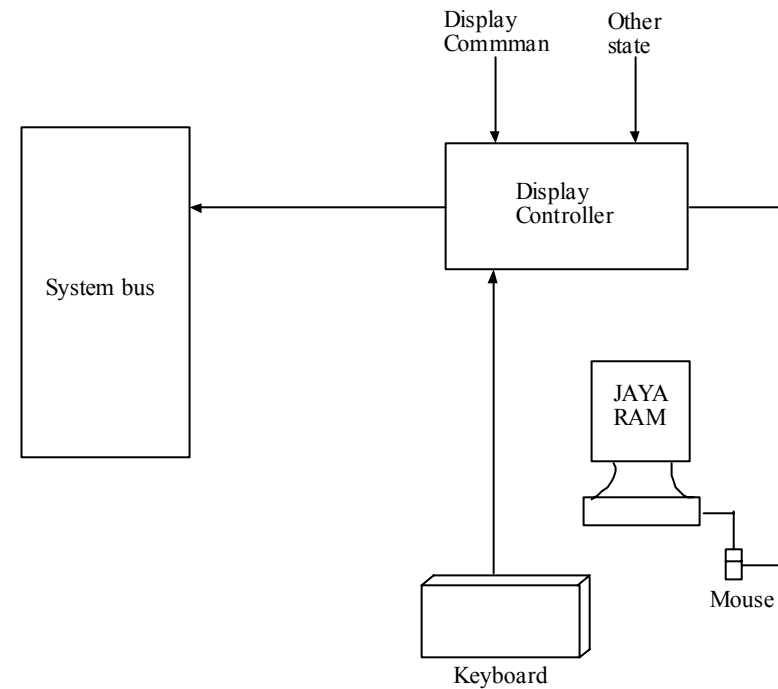 Display
Commman
Other
state
Display
Controller
System bus
JAYA
RAM
Mouse
Keyboard